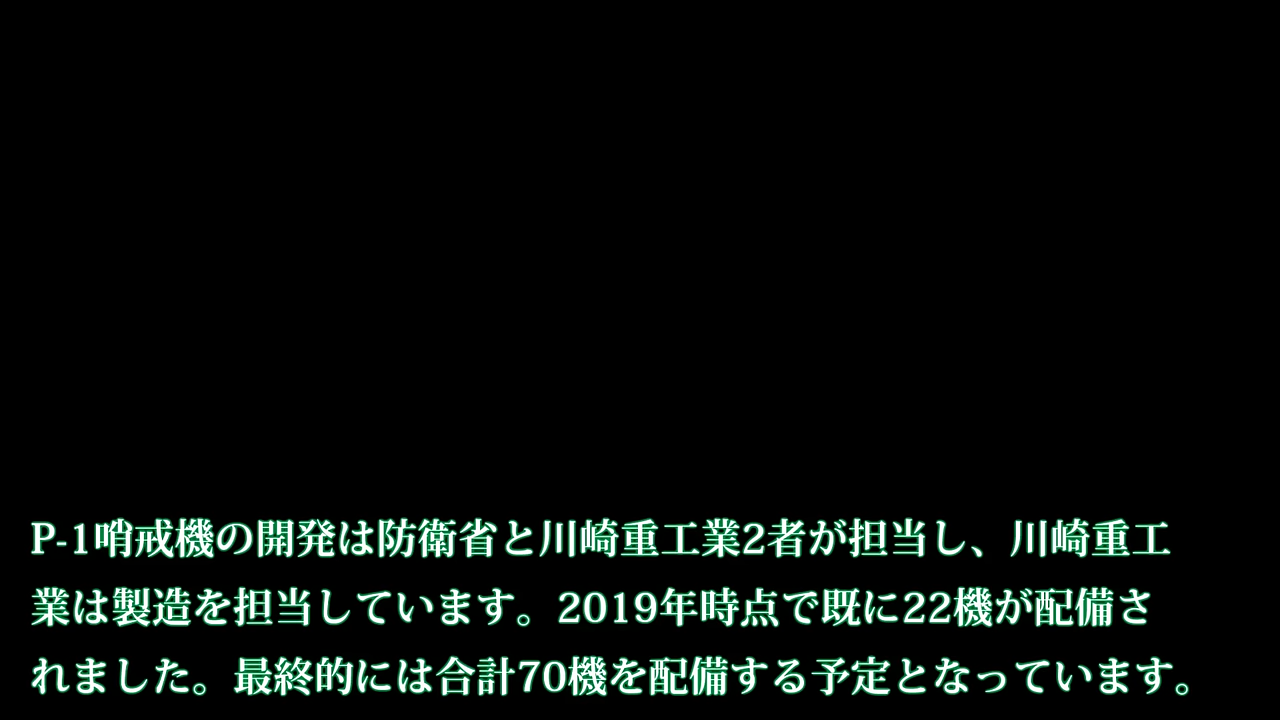 P-1哨戒機の開発は防衛省と川崎重工業2者が担当し、川崎重工
業は製造を担当しています。2019年時点で既に22機が配備さ
れました。最終的には合計70機を配備する予定となっています。